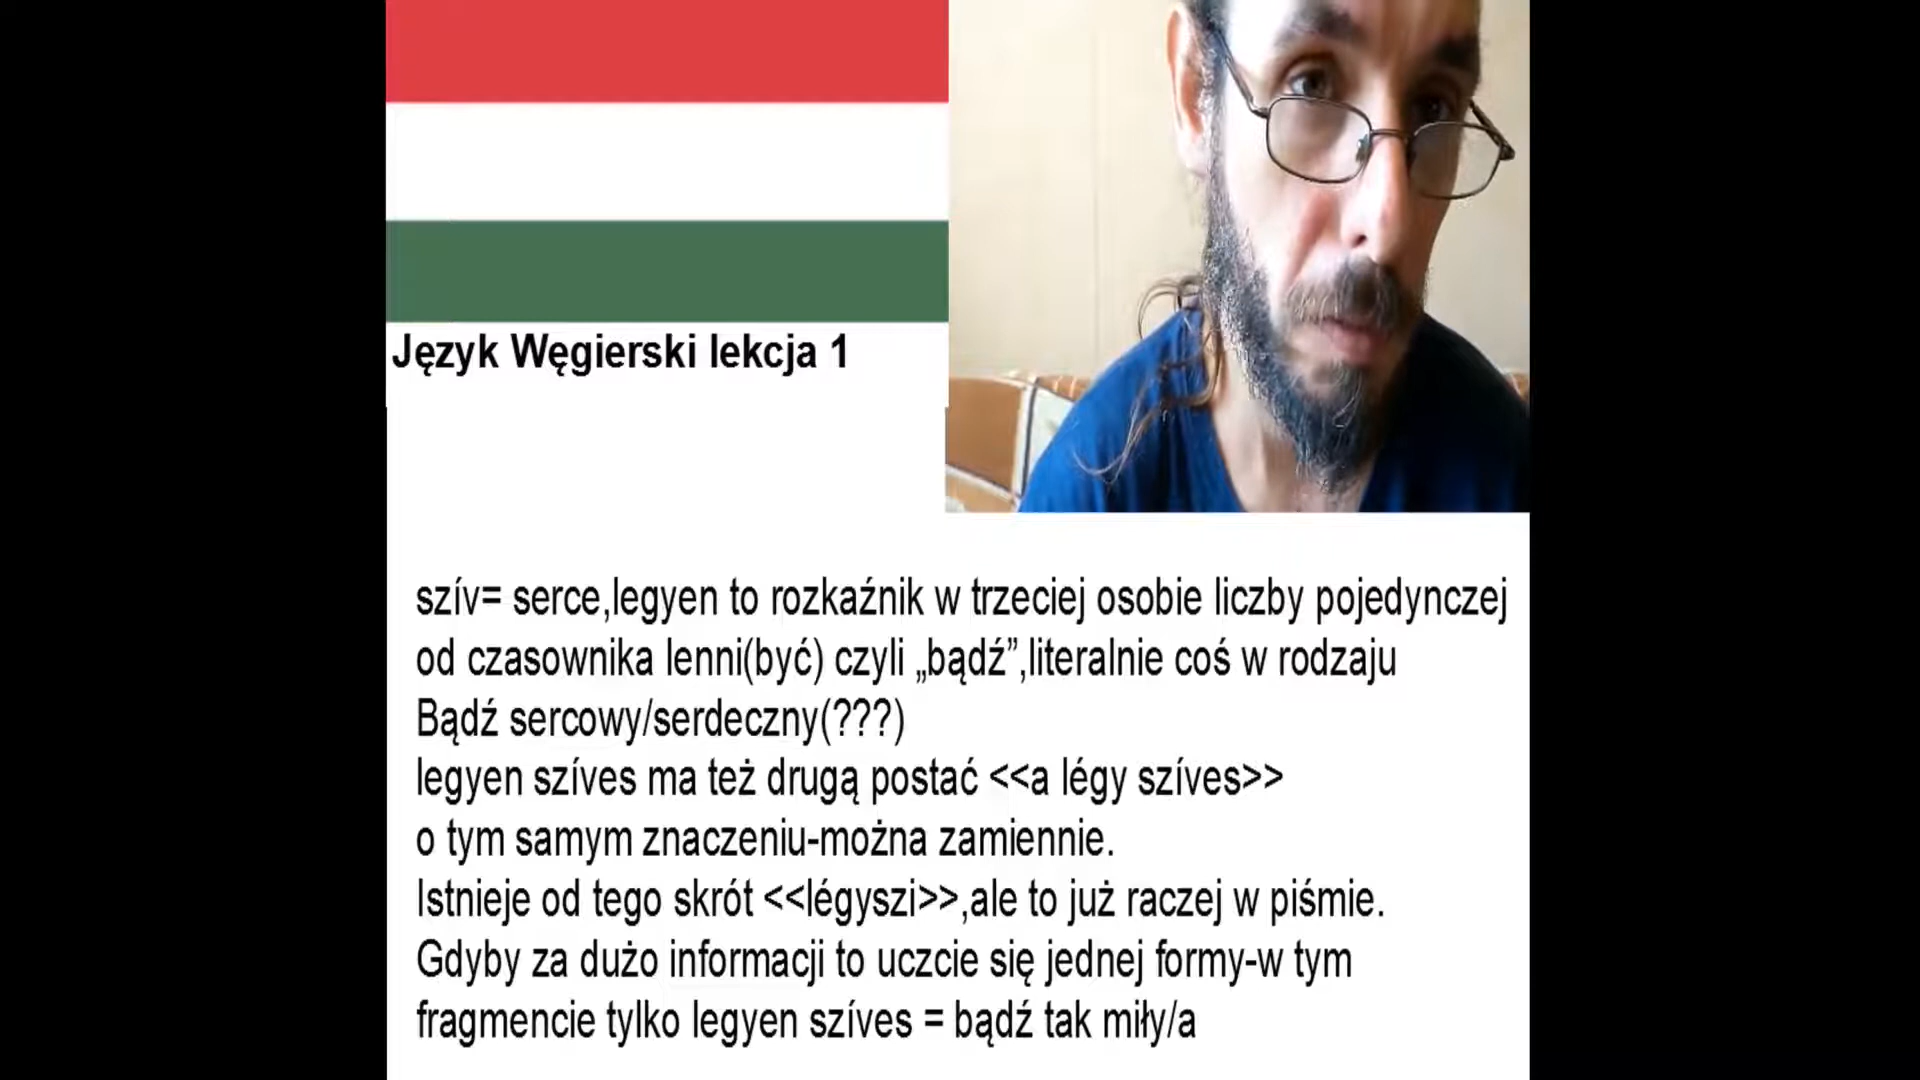 Język Węgierski lekcja 1
szív= serce,legyen to rozkaźnik w trzeciej osobie liczby pojedynczej
od czasownika lenni(być) czyli „bądź”,literalnie coś w rodzaju
Bądź sercowy/serdeczny(???)
legyen szíves ma też drugą postać <<a légy szíves>>
o tym samym znaczeniu-można zamiennie.
Istnieje od tego skrót <<légyszi>>,ale to już raczej w piśmie.
Gdyby za dużo informacji to uczcie się jednej formy-w tym
fragmencie tylko legyen szíves = bądź tak miły/a